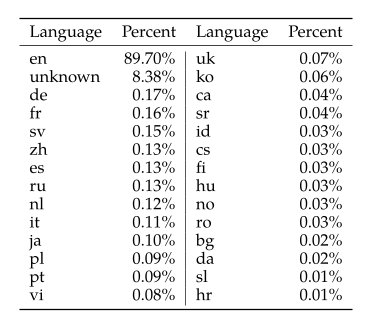 Language Percent Language Percent
en 89.70% uk 0.07%
unknown 8.38% ko 0.06%
de 0.17% ca 0.04%
fr 0.16% sr 0.04%
sv 0.15% id 0.03%
zh 0.13% cs 0.03%
es 0.13% fi 0.03%
ru 0.13% hu 0.03%
nl 0.12% no 0.03%
it 0.11% ro 0.03%
ja 0.10% bg 0.02%
pl 0.09% da 0.02%
pt 0.09% sl 0.01%
vi 0.08% hr 0.01%